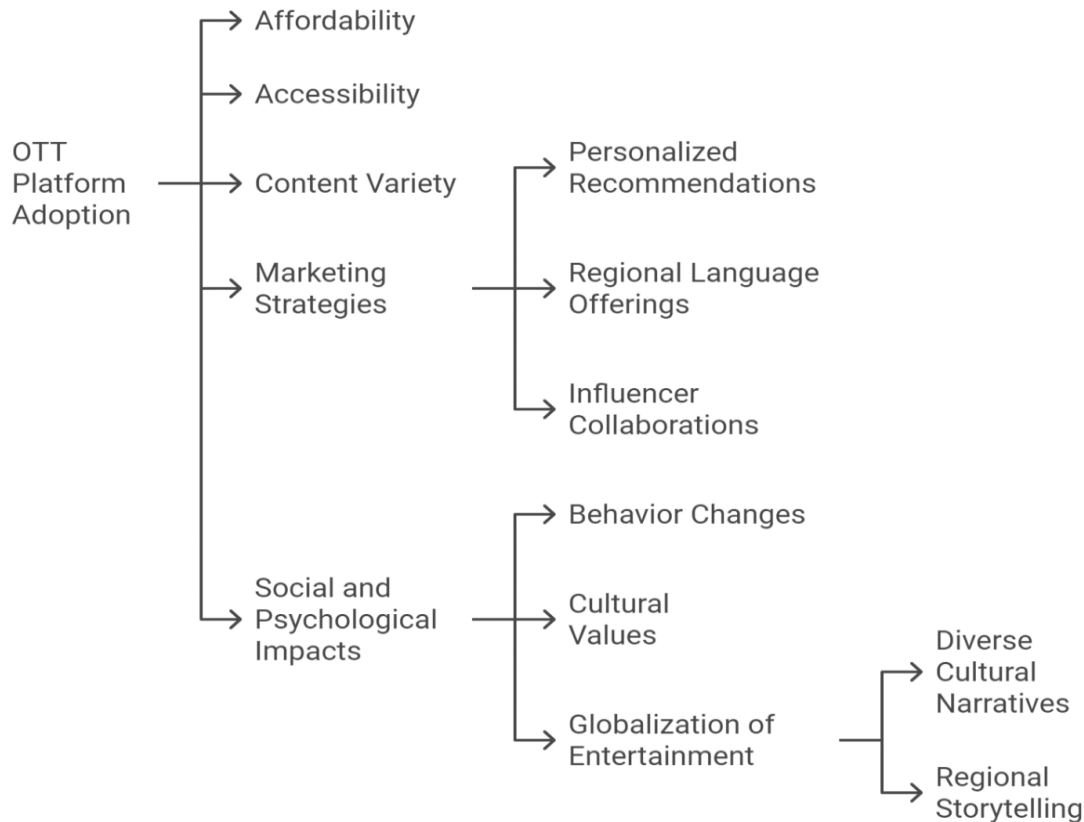 OTT
Platform
Adoption
Affordability
Accessibility
Content Variety
Marketing
Strategies
Personalized
Recommendations
Regional Language
Offerings
Influencer
Collaborations
Social and
Psychological
Impacts
Behavior Changes
Cultural
Values
Globalization of
Entertainment
Diverse
Cultural
Narratives
Regional
Storytelling